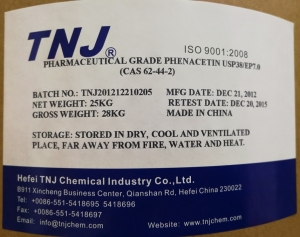 TNJ®
ISO 9001:2008
PHARMACEUTICAL GRADE PHENACETIN USP38/EP7.0
(CAS 62-44-2)
BATCH NO.: TNJ201212210205 MFG DATE: DEC 21, 2012
NET WEIGHT: 25KG RETEST DATE: DEC 20, 2015
GROSS WEIGHT: 28KG MADE IN CHINA
STORAGE: STORED IN DRY, COOL AND VENTILATED
PLACE, FAR AWAY FROM FIRE, WATER AND HEAT.
Hefei TNJ Chemical Industry Co.,Ltd.
B911 Xincheng Business Center, Qianshan Rd, Hefei China 230022
Tel: 0086-551-5418695 5418696
Fax: 0086-551-5418697
Email: info@tnjchem.com Website: www.tnjchem.com